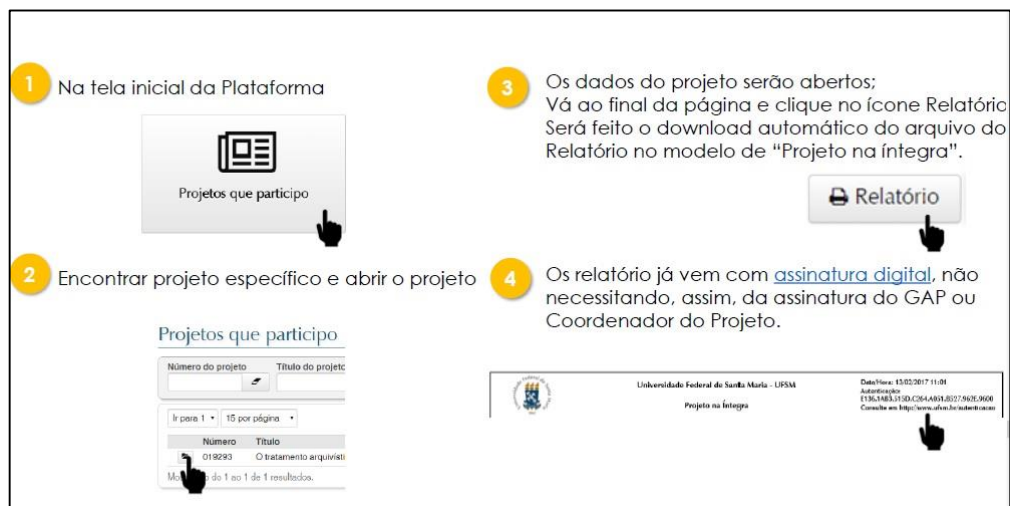 1 Na tela inicial da Plataforma
Projetos que participo
2 Encontrar projeto específico e abrir o projeto
Projetos que participo
Número do projeto Título do projeto
Ir para 1 15 por página
Número Título
019293 O tratamento arquivísti
do 1 ao 1 de 1 resultados.
3 Os dados do projeto serão abertos;
Vá ao final da página e clique no ícone Relatóri
Será feito o download automático do arquivo do
Relatório no modelo de “Projeto na íntegra”.
Relatório
4 Os relatório já vem com assinatura digital, não
necessitando, assim, da assinatura do GAP ou
Coordenador do Projeto.
Universidade Federal de Santa Maria - UFSM
Projeto na Íntegra
Data/Hora: 13/02/2017 11:01
Autenticação:
Consulte em http://www.ufsm.br/autenticacao